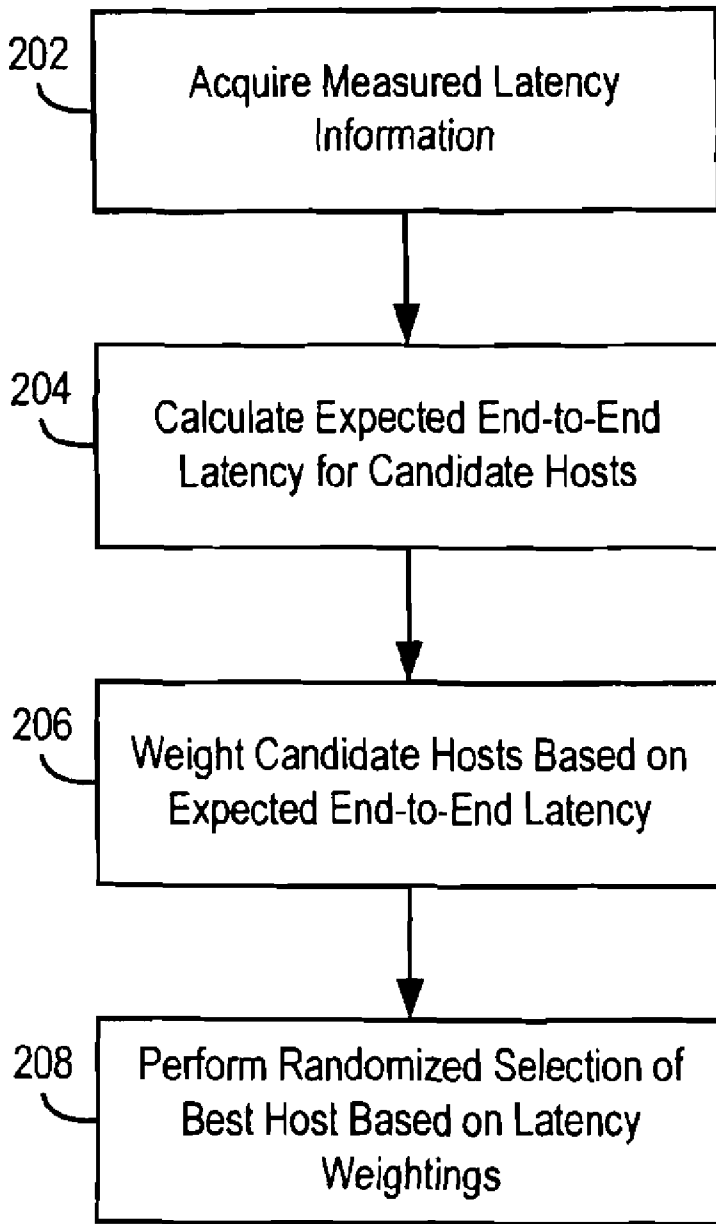 202
Acquire Measured Latency
Information
204
Calculate Expected End-to-End
Latency for Candidate Hosts
206
Weight Candidate Hosts Based on
Expected End-to-End Latency
208
Perform Randomized Selection of
Best Host Based on Latency
Weightings